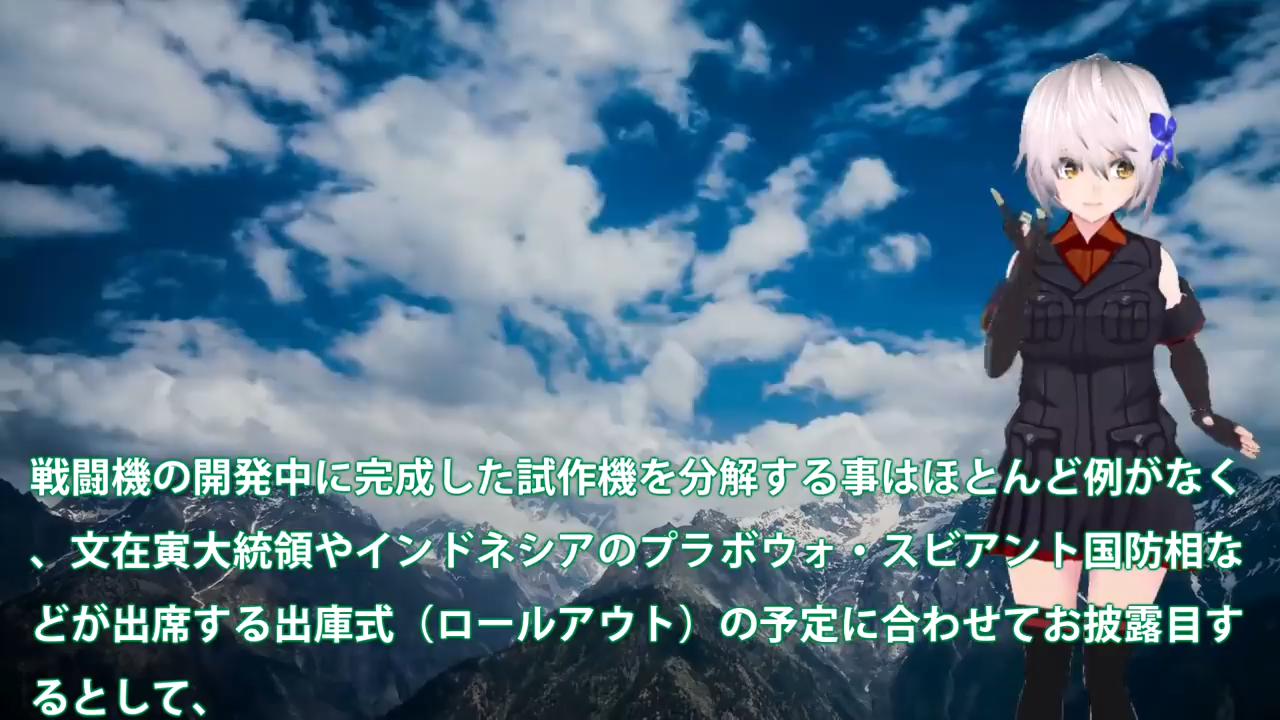 戦闘機の開発中に完成した試作機を分解する事はほとんど例がなく
、文在寅大統領やインドネシアのプラボウォ・スビアント国防相な
どが出席する出庫式（ロールアウト）の予定に合わせてお披露目す
るとして、